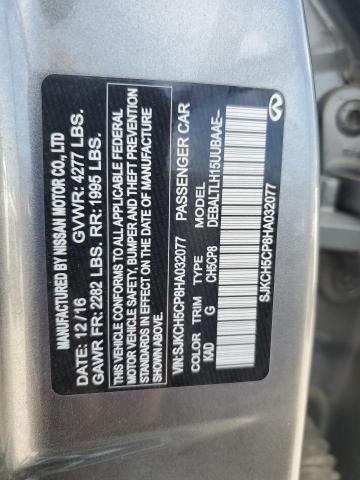 MFD BY NISSAN MOTOR CO., LTD
DATE: 12/16 GVWR: 4277 LBS.
GAWR FR: 2282 LBS. RR: 1995 LBS.
THIS VEHICLE CONFORMS TO ALL APPLICABLE FEDERAL
MOTOR VEHICLE SAFETY, BUMPER AND THEFT PREVENTION
STANDARDS IN EFFECT ON THE DATE OF
MANUFACTURE SHOWN ABOVE.
VIN:SJKCH5CP8HA032077 PASSENGER CAR
COLOR TRIM TYPE MODEL
KAD G CH5CP8 DEBALTLH15UUBAAE-
SJKCH5CP8HA032077